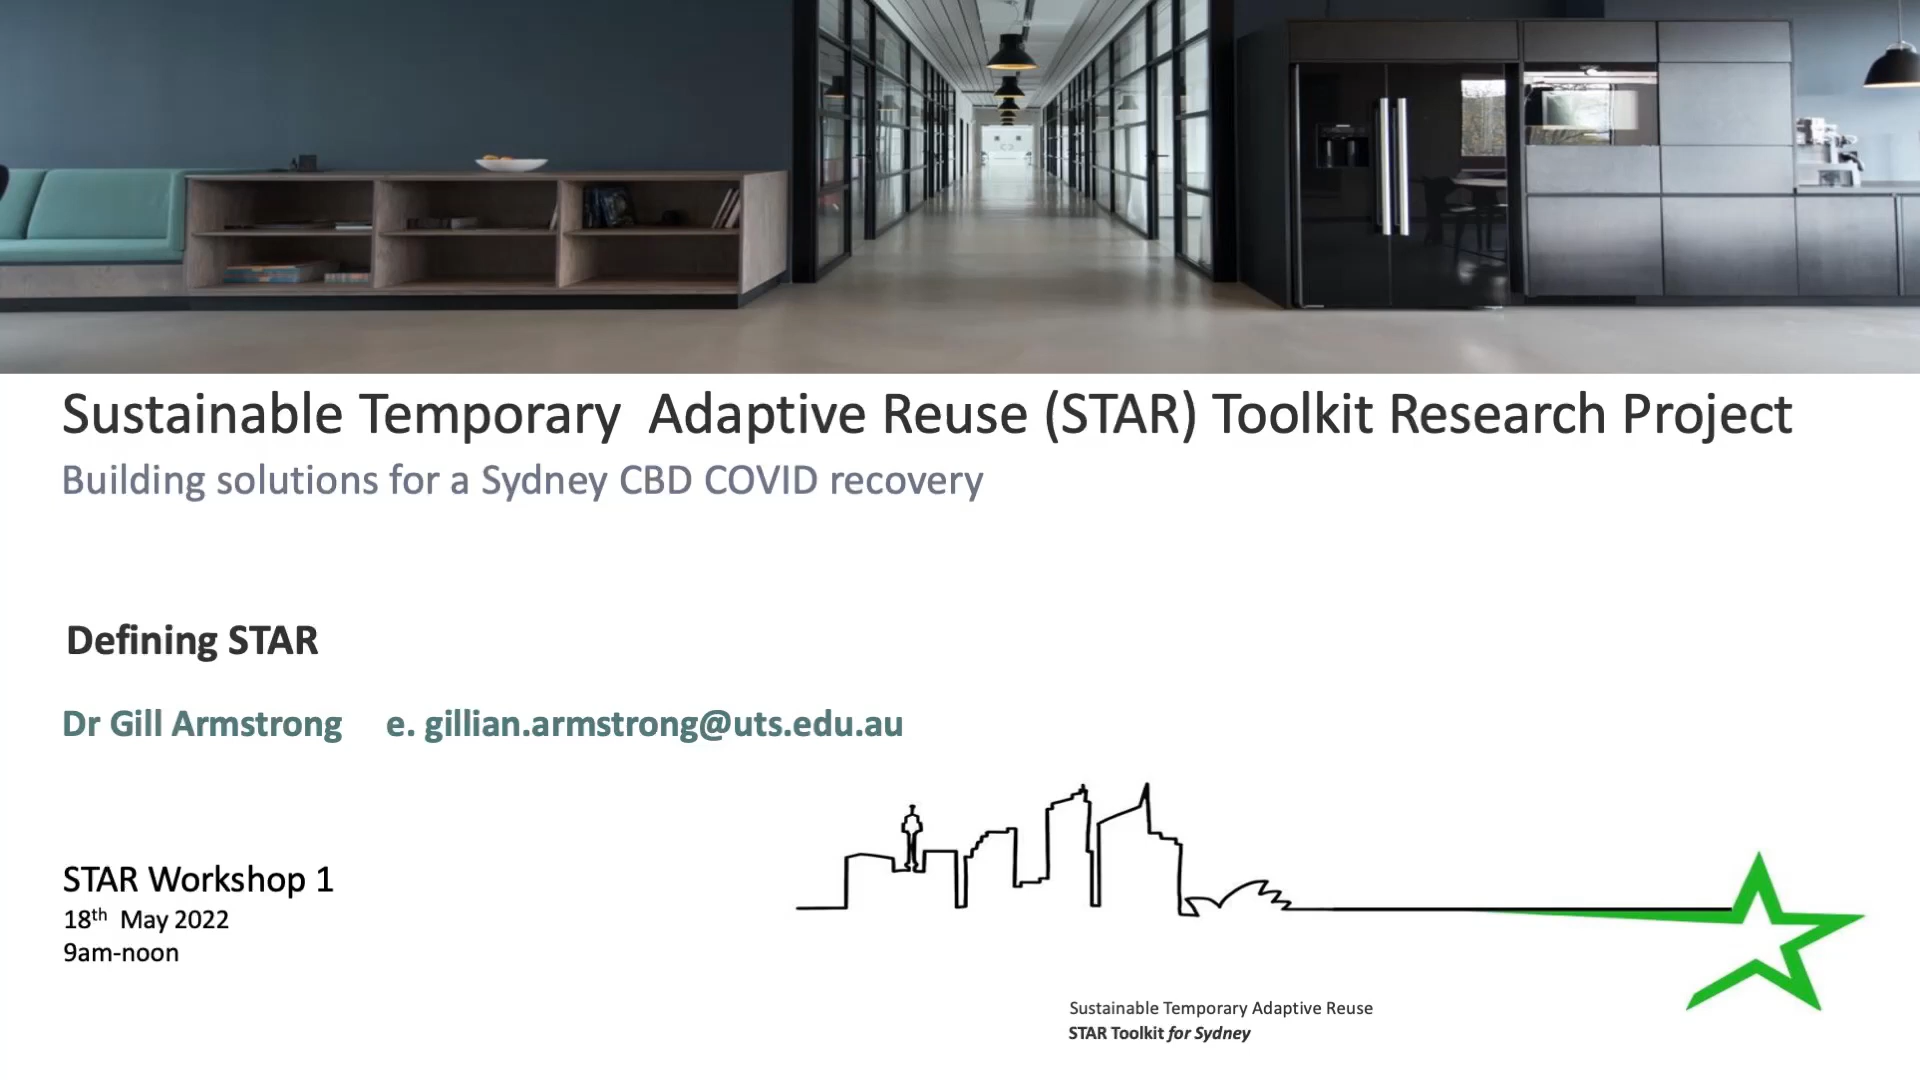 Sustainable Temporary  Adaptive Reuse (STAR) Toolkit Research Project
Building solutions for a Sydney CBD COVID recovery
Defining STAR
Dr Gill Armstrong     e. gillian.armstrong@uts.edu.au
STAR Workshop 1
18th  May 2022
9am-noon
Sustainable Temporary Adaptive Reuse
STAR Toolkit for Sydney